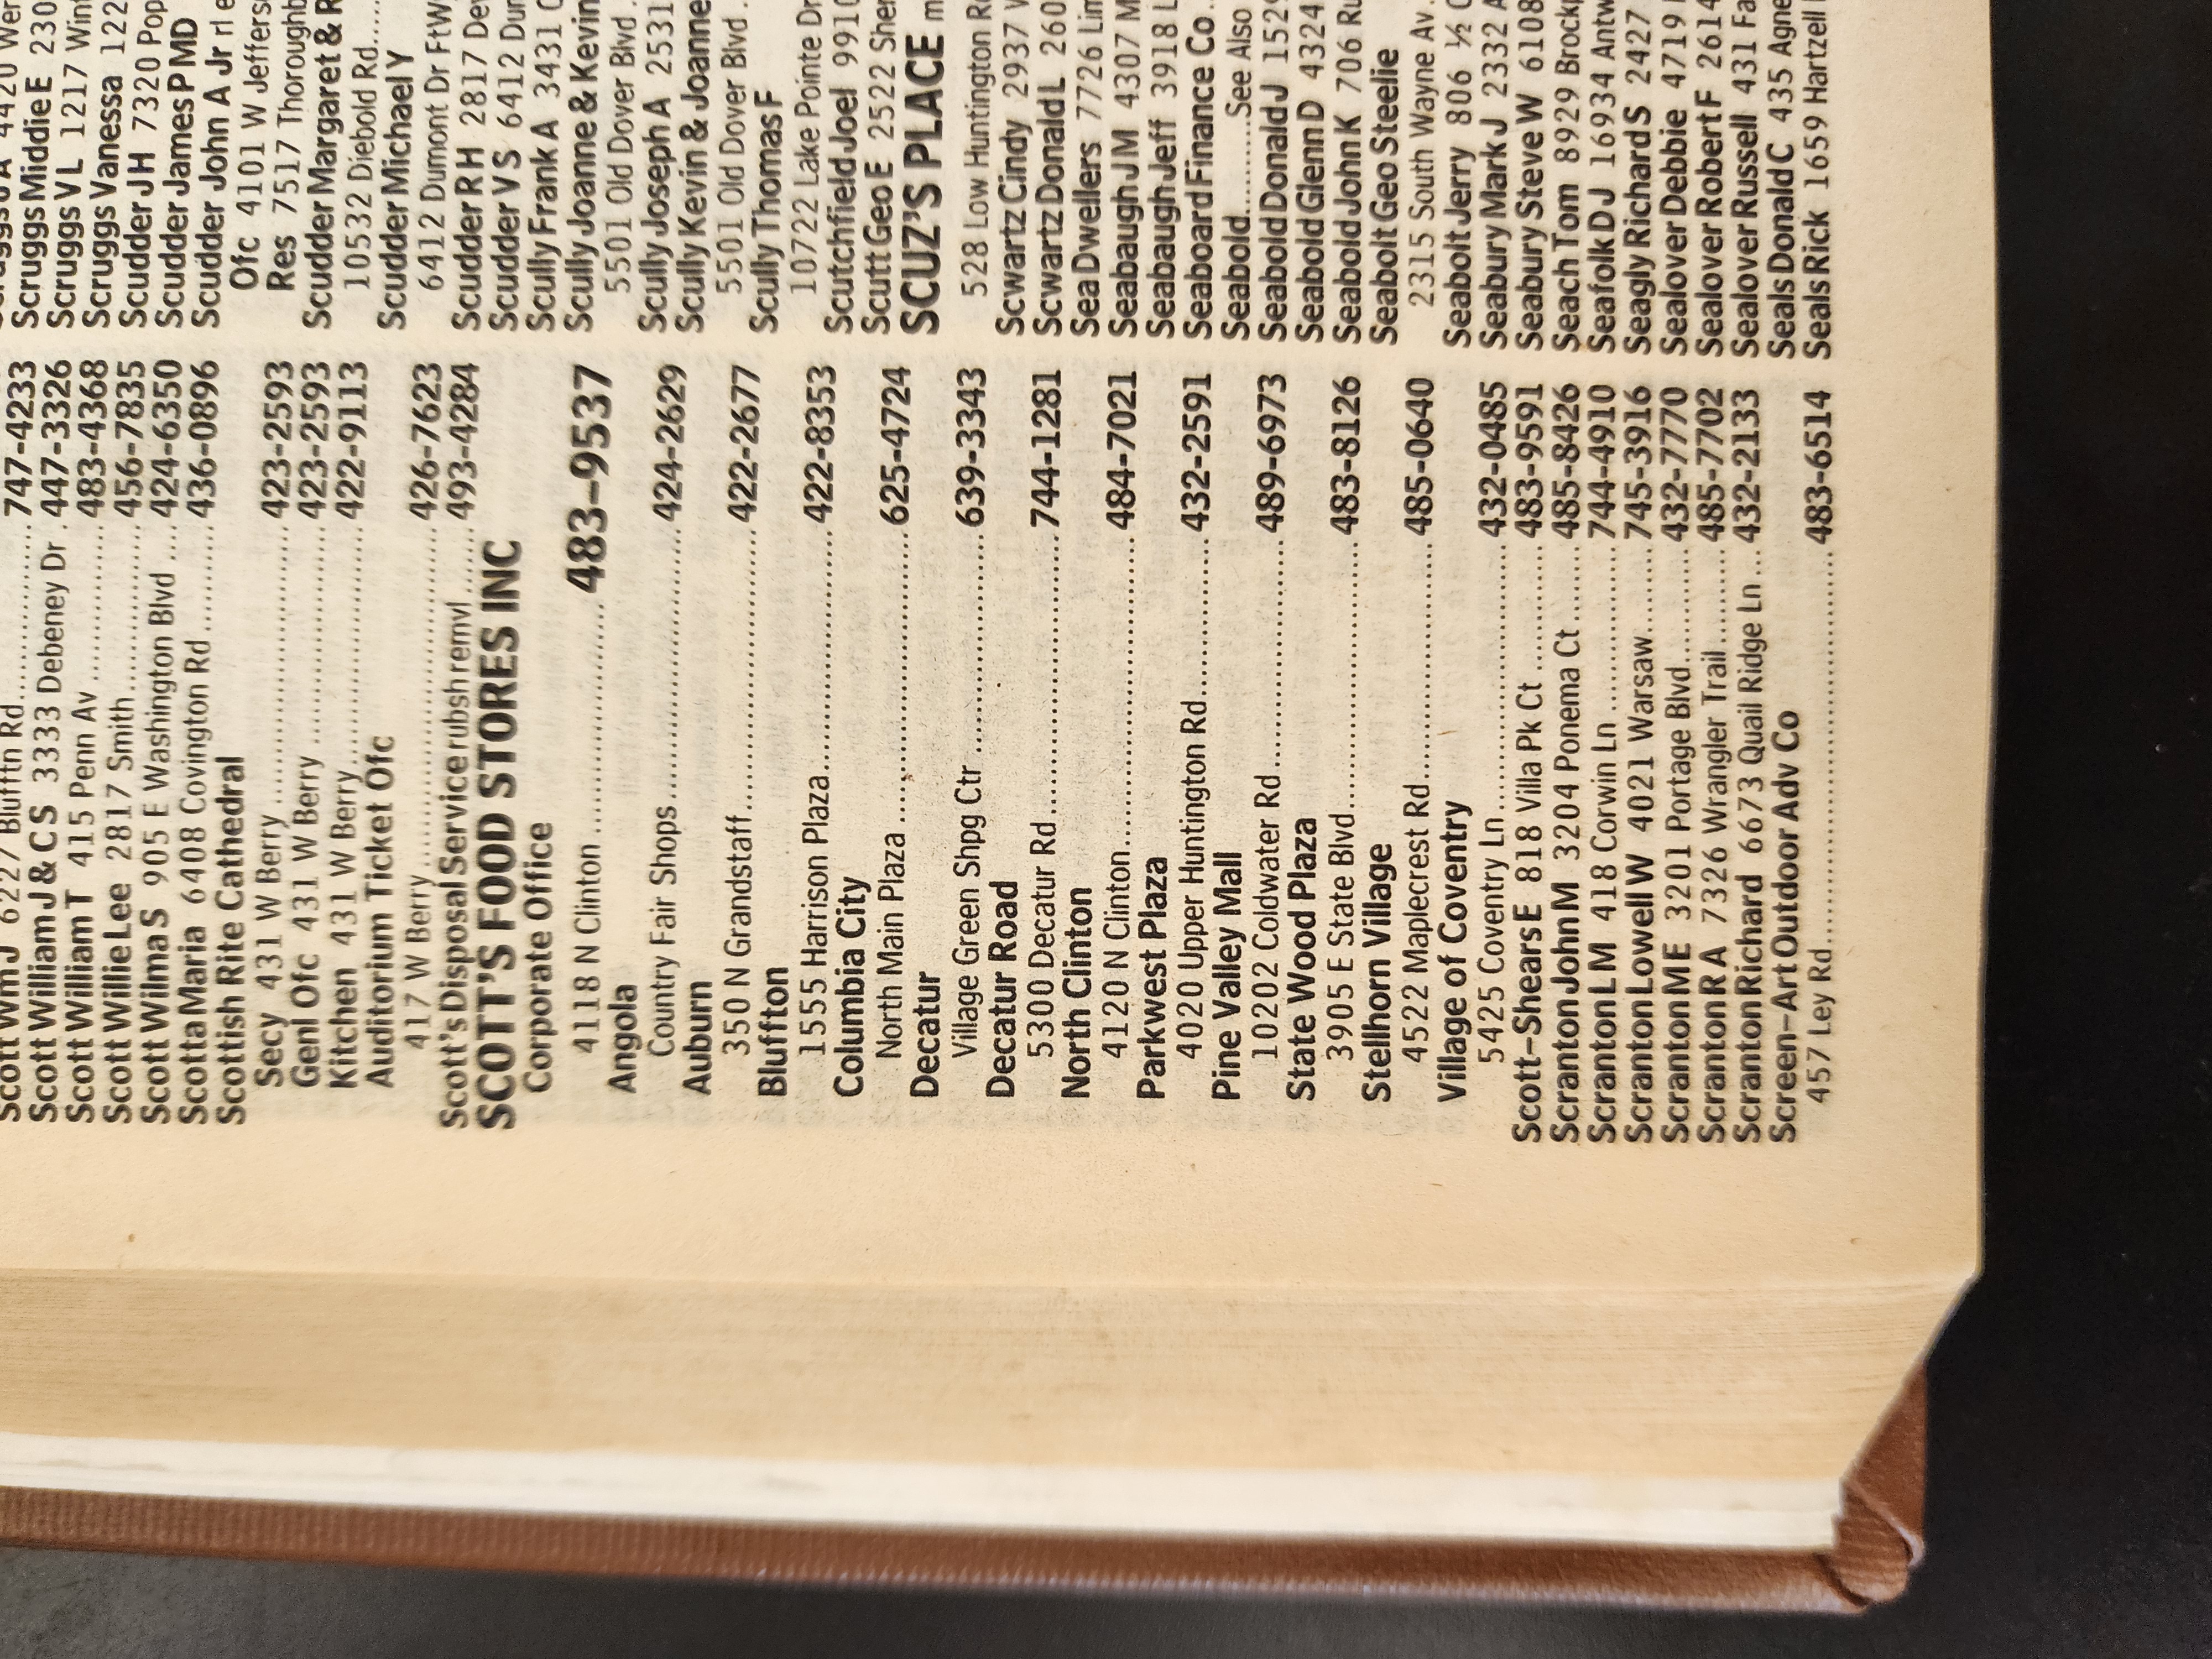 Scott Wm J 6227 Bluffton Rd.................747-4233
Scott William J & C S 3333 Debeney Dr . 447-3326
Scott William T 415 Penn Av ................483-4368
Scott Willie Lee 2817 Smith..................456-7835
Scott Wilma S 905 E Washington Blvd ....424-6350
Scotta Maria 6408 Covington Rd ............436-0896
Scottish Rite Cathedral
Secy 431 W Berry ............................423-2593
Genl Ofc 431 W Berry .......................423-2593
Kitchen 431 W Berry.........................422-9113
Auditorium Ticket Ofc
417 W Berry...................................426-7623
Scott's Disposal Service rubsh remvl.......493-4284
SCOTT'S FOOD STORES INC
Corporate Office
4118 N Clinton ........................483–9537
Angola
Country Fair Shops ..........................424-2629
Auburn
350 N Grandstaff.............................422-2677
Bluffton
1555 Harrison Plaza.........................422-8353
Columbia City
North Main Plaza .............................625-4724
Decatur
Village Green Shpg Ctr ......................639-3343
Decatur Road
5300 Decatur Rd .............................744-1281
North Clinton
4120 N Clinton................................484-7021
Parkwest Plaza
4020 Upper Huntington Rd.................432-2591
Pine Valley Mall
10202 Coldwater Rd .........................489-6973
State Wood Plaza
3905 E State Blvd............................483-8126
Stellhorn Village
4522 Maplecrest Rd..........................485-0640
Village of Coventry
5425 Coventry Ln.............................432-0485
Scott–Shears E 818 Villa Pk Ct .............483-9591
Scranton John M 3204 Ponema Ct .........485-8426
Scranton L M 418 Corwin Ln ................744-4910
Scranton Lowell W 4021 Warsaw...........745-3916
Scranton M E 3201 Portage Blvd............432-7770
Scranton R A 7326 Wrangler Trail..........485-7702
Scranton Richard 6673 Quail Ridge Ln ...432-2133
Screen–Art Outdoor Adv Co
457 Ley Rd.....................................483-6514
Scruggs Middie E 230
Scruggs V L 1217
Scruggs Vanessa 122
Scudder J H 7320
Scudder James P MD
Scudder John A Jr
Ofc 4101 W
Res 7517
Scudder Margaret &
10532 Diebold Rd.....
Scudder Michael Y
6412 Dumont Dr
Scudder R H 2817
Scudder V S 6412
Scully Frank A 3431
Scully Joanne & Kevin
5501 Old Dover Blvd .
Scully Joseph A 2531
Scully Kevin & Joanne
5501 Old Dover Blvd .
Scully Thomas F
10722 Lake Pointe Dr
Scutchfield Joel 9910
Scutt Geo E 2522
SCUZ'S PLACE
528 Low Huntington
Scwartz Cindy 2937
Scwartz Donald L 260
Sea Dwellers 7726
Seabaugh J M 4307
Seabaugh Jeff 3918
Seaboard Finance Co .
Seabold..........See Also
Seabold Donald J 152
Seabold Glenn D 4324
Seabold John K 706
Seabolt Geo Steelie
2315 South Wayne Av .
Seabolt Jerry 806 ½
Seabury Mark J 2332
Seabury Steve W 6108
Seach Tom 8929
Seafolk D J 16934
Seagly Richard S 2427
Sealover Debbie 4719
Sealover Robert F 2614
Sealover Russell 431
Seals Donald C 435
Seals Rick 1659 Hartzell